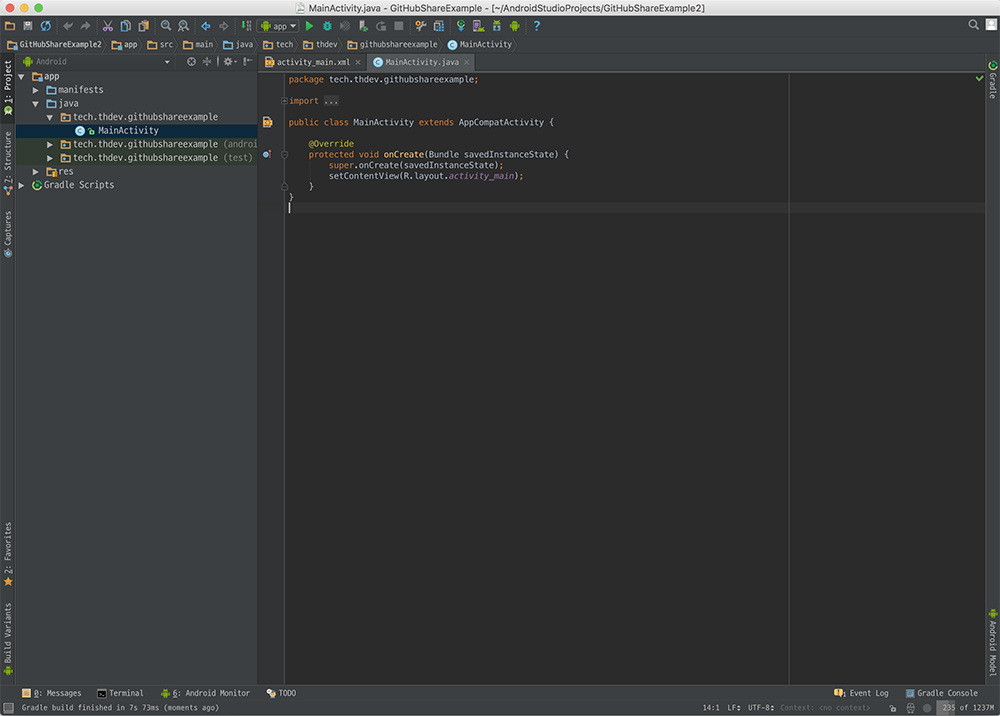 MainActivity.java - GitHubShareExample - [~/AndroidStudioProjects/GitHubShareExample2]
app
GitHubShareExample2 app src main java tech thdev githubshareexample MainActivity
Android
activity_main.xml MainActivity.java
1: Project
7: Structure
Captures
2: Favorites
Build Variants
app
manifests
java
tech.thdev.githubshareexample
MainActivity
tech.thdev.githubshareexample (androi
tech.thdev.githubshareexample (test)
res
Gradle Scripts
package tech.thdev.githubshareexample;
import ...
public class MainActivity extends AppCompatActivity {
@Override
protected void onCreate(Bundle savedInstanceState) {
super.onCreate(savedInstanceState);
setContentView(R.layout.activity_main);
}
}
Gradle
Android Model
0: Messages Terminal 6: Android Monitor TODO Event Log Gradle Console
Gradle build finished in 7s 73ms (moments ago) 14:1 LF÷ UTF-8÷ Context: <no context> 235 of 1237M